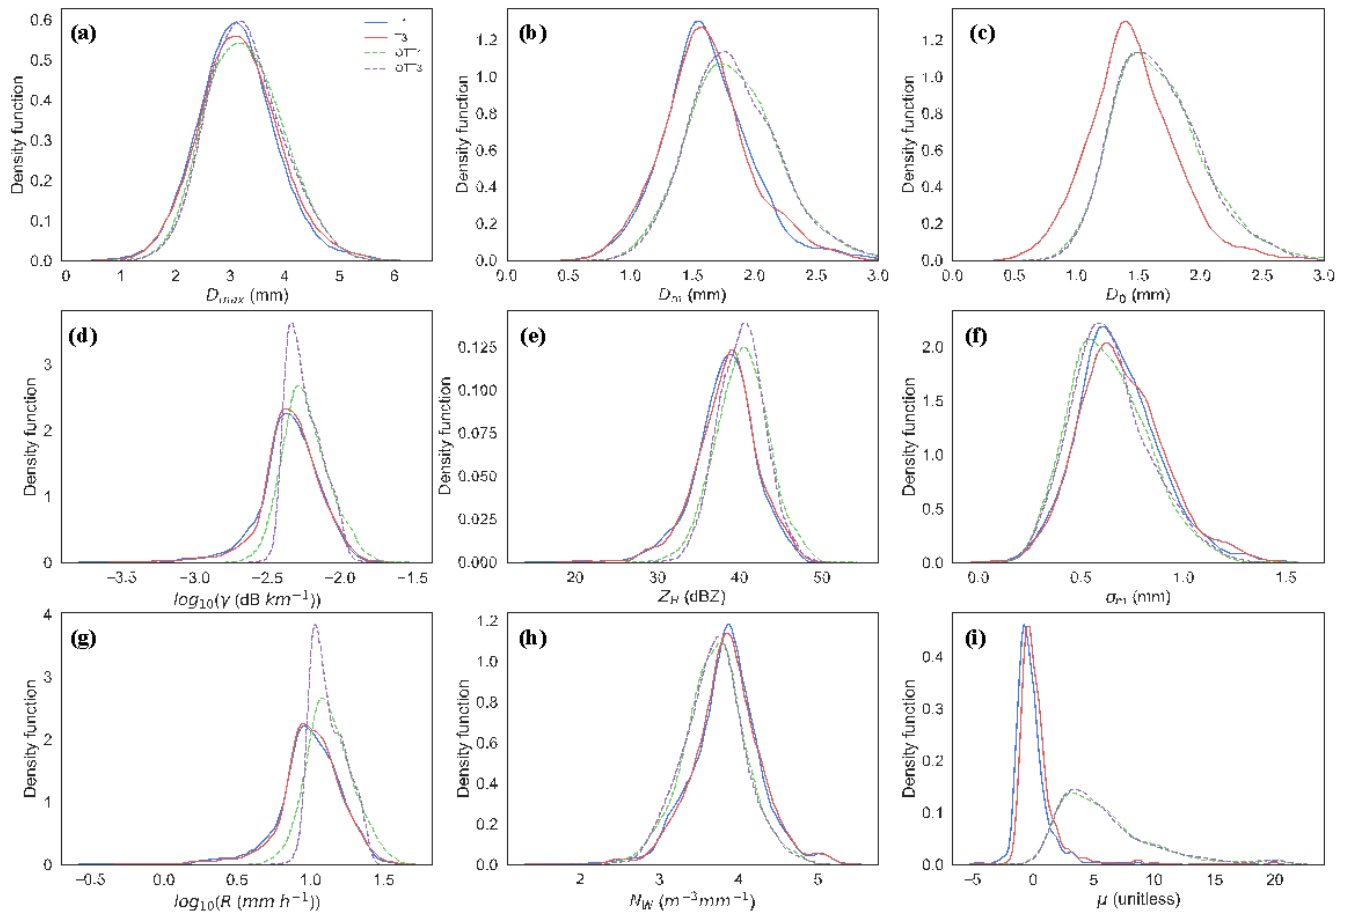 (a)
0.6
0.5
0.4
0.3
0.2
0.1
0.0
0 1 2 3 4 5 6
Density function
D_max (mm)
(b)
1.2
1.0
0.8
0.6
0.4
0.2
0.0
0.0 0.5 1.0 1.5 2.0 2.5 3.0
Density function
D_m (mm)
(c)
1.2
1.0
0.8
0.6
0.4
0.2
0.0
0.0 0.5 1.0 1.5 2.0 2.5 3.0
Density function
D_0 (mm)
(d)
3
2
1
0
−3.5 −3.0 −2.5 −2.0 −1.5
Density function
log_10(γ (dB km^−1))
(e)
0.125
0.100
0.075
0.050
0.025
0.000
20 30 40 50
Density function
Z_H (dBZ)
(f)
2.0
1.5
1.0
0.5
0.0
0.0 0.5 1.0 1.5
Density function
σ_m (mm)
(g)
4
3
2
1
0
−0.5 0.0 0.5 1.0 1.5
Density function
log_10(R (mm h^−1))
(h)
1.2
1.0
0.8
0.6
0.4
0.2
0.0
2 3 4 5
Density function
N_W (m^−3mm^−1)
(i)
0.4
0.3
0.2
0.1
0.0
−5 0 5 10 15 20
Density function
μ (unitless)